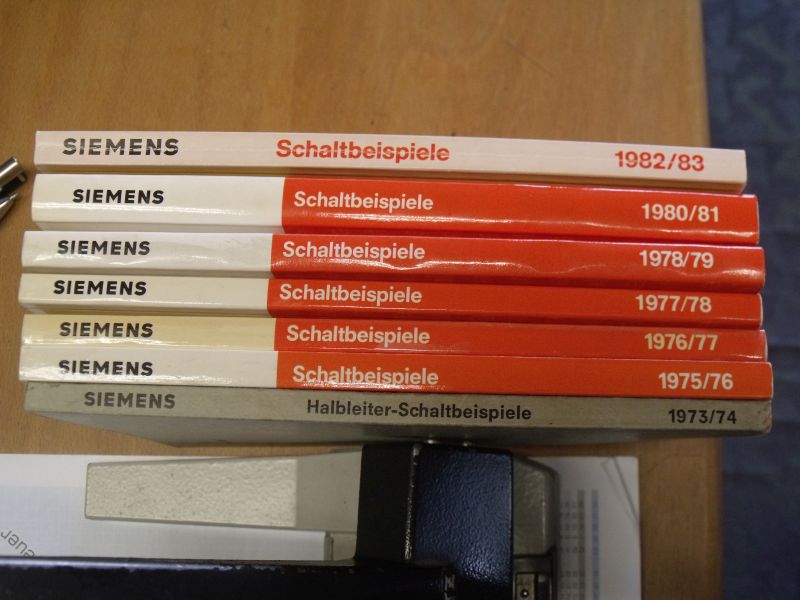 SIEMENS Schaltbeispiele 1982/83
SIEMENS Schaltbeispiele 1980/81
SIEMENS Schaltbeispiele 1978/79
SIEMENS Schaltbeispiele 1977/78
SIEMENS Schaltbeispiele 1976/77
SIEMENS Schaltbeispiele 1975/76
SIEMENS Halbleiter-Schaltbeispiele 1973/74